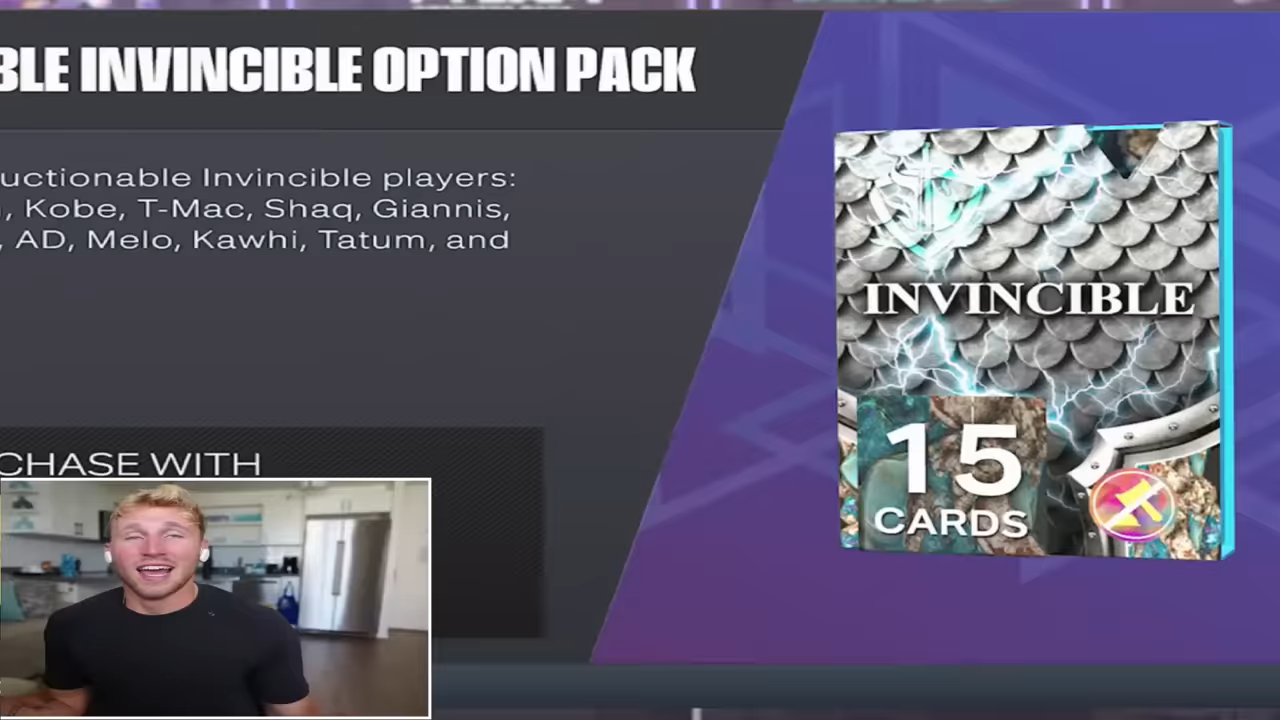 BLE INVINCIBLE OPTION PACK
uctionable Invincible players:
, Kobe, T-Mac, Shaq, Giannis,
, AD, Melo, Kawhi, Tatum, and
CHASE WITH
INVINCIBLE
15
CARDS